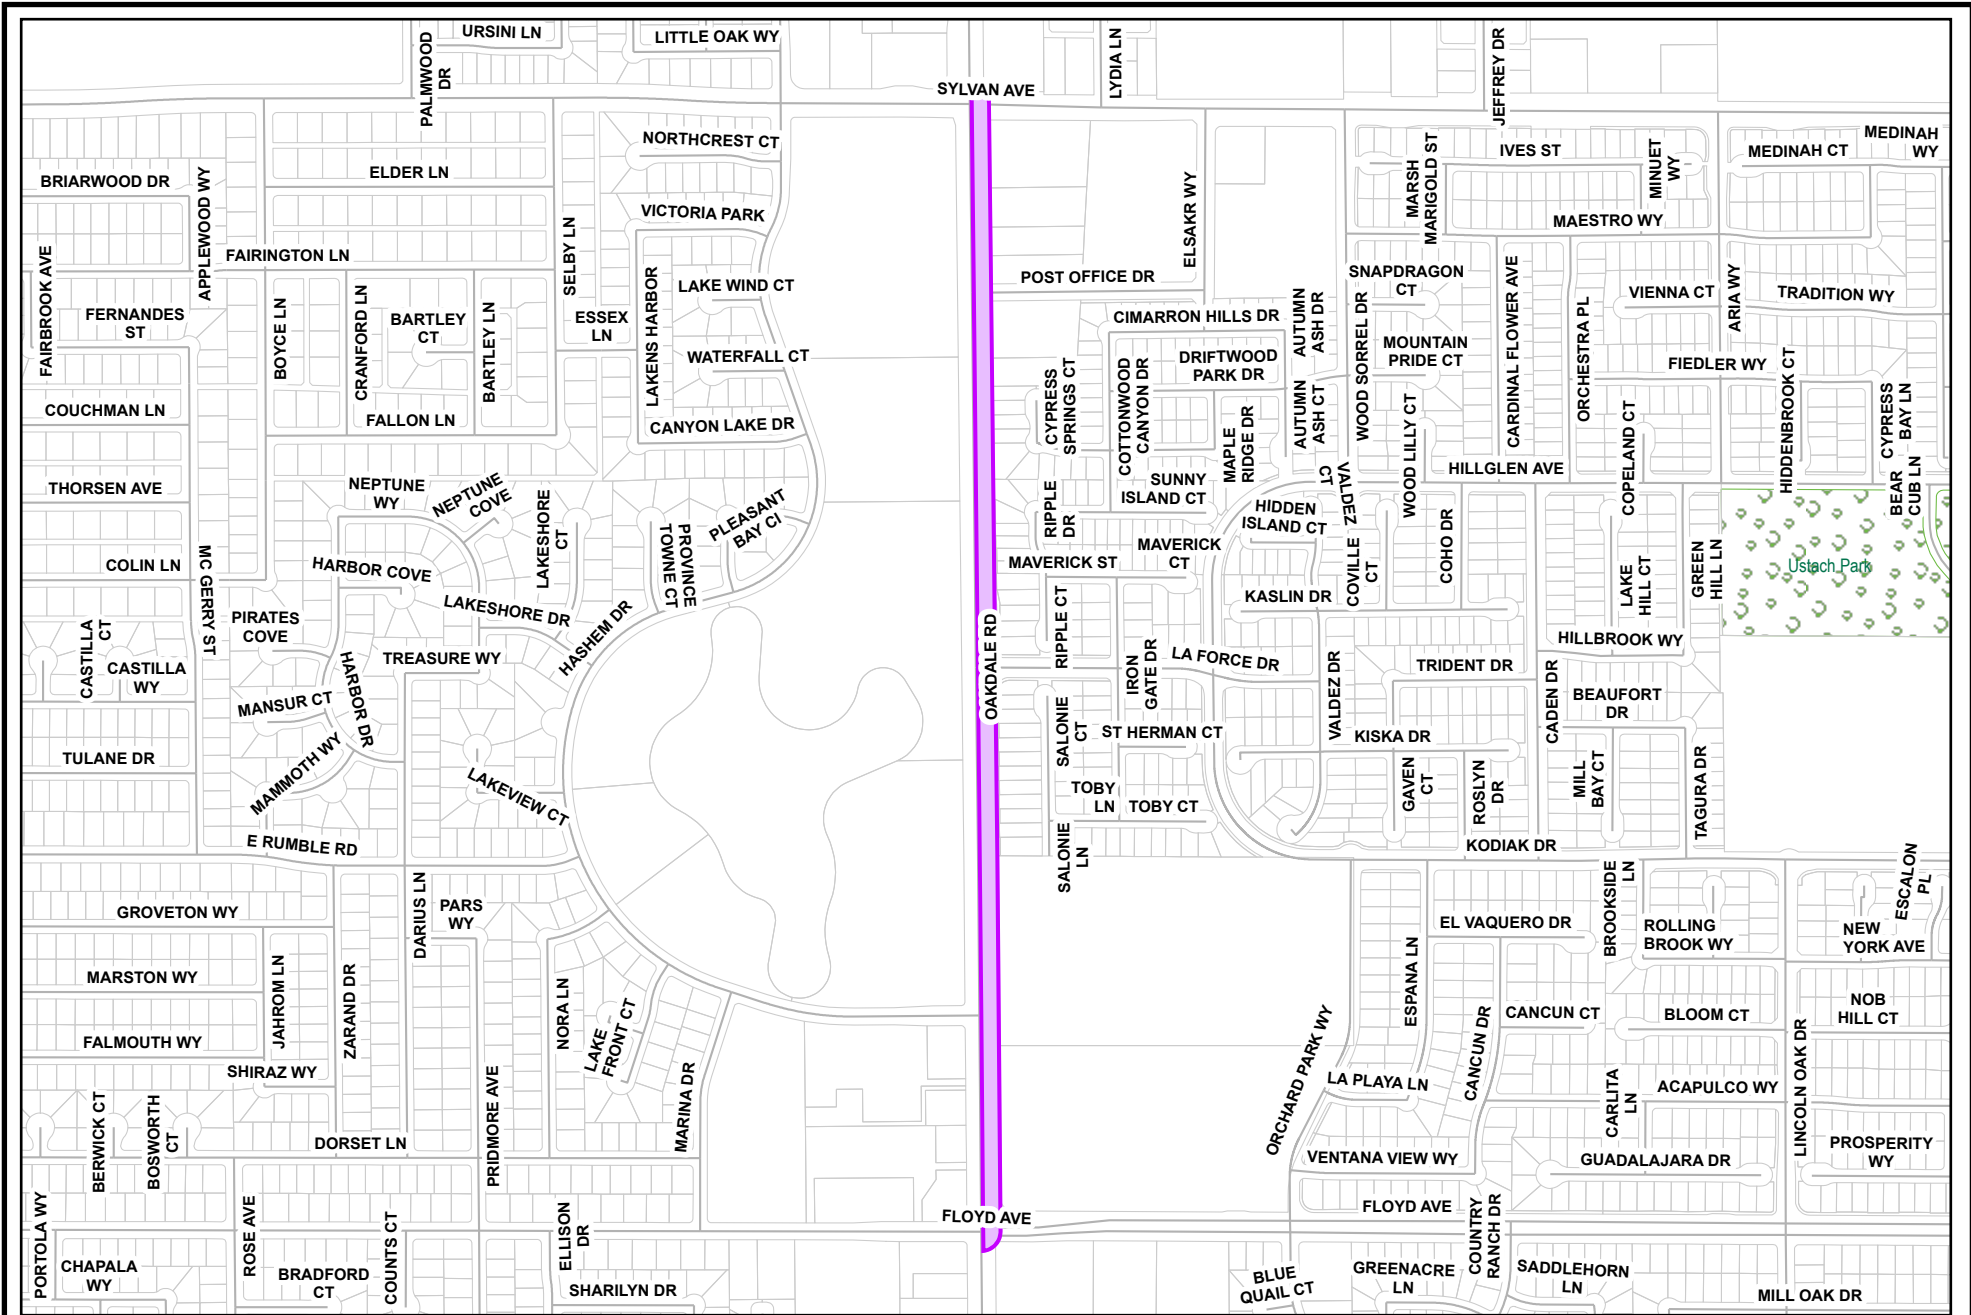 URSINI LN
LITTLE OAK WY
PALMWOOD
DR
LYDIA LN
JEFFREY DR
SYLVAN AVE
NORTHCREST CT
ELDER LN
BRIARWOOD DR
APPLEWOOD WY
VICTORIA PARK
SELBY LN
ELSAKR WY
MARSH
MARIGOLD ST
IVES ST
MINUET
WY
MEDINAH CT
MEDINAH
WY
MAESTRO WY
FAIRINGTON LN
FAIRBROOK AVE
FERNANDES
ST
BOYCE LN
CRANFORD LN
BARTLEY
CT
BARTLEY LN
ESSEX
LN
LAKENS HARBOR
LAKE WIND CT
WATERFALL CT
POST OFFICE DR
CIMARRON HILLS DR
AUTUMN
ASH DR
SNAPDRAGON
CT
WOOD SORREL DR
MOUNTAIN
PRIDE CT
CARDINAL FLOWER AVE
ORCHESTRA PL
VIENNA CT
ARIA WY
TRADITION WY
FIEDLER WY
DRIFTWOOD
PARK DR
COUCHMAN LN
FALLON LN
CANYON LAKE DR
CYPRESS
SPRINGS CT
COTTONWOOD
CANYON DR
MAPLE
RIDGE DR
AUTUMN
ASH CT
WOOD LILLY CT
COPELAND CT
HIDDENBROOK CT
CYPRESS
BAY LN
HILLGLEN AVE
THORSEN AVE
NEPTUNE
WY
NEPTUNE
COVE
LAKESHORE
CT
PROVINCE
TOWNE CT
PLEASANT
BAY CI
RIPPLE
DR
SUNNY
ISLAND CT
HIDDEN
ISLAND CT
VALDEZ
CT
BEAR
CUB LN
COLIN LN
MC GERRY ST
HARBOR COVE
MAVERICK ST
MAVERICK
CT
COVILLE
CT
COHO DR
LAKE
HILL CT
GREEN
HILL LN
Ustach Park
LAKESHORE DR
HASHEM DR
KASLIN DR
PIRATES
COVE
CASTILLA
CT
CASTILLA
WY
HARBOR DR
TREASURE WY
OAKDALE RD
RIPPLE CT
IRON
GATE DR
LA FORCE DR
VALDEZ DR
TRIDENT DR
HILLBROOK WY
MANSUR CT
CADEN DR
BEAUFORT
DR
SALONIE
CT
ST HERMAN CT
KISKA DR
TULANE DR
MAMMOTH WY
LAKEVIEW CT
TOBY
LN
TOBY CT
GAVEN
CT
ROSLYN
DR
MILL
BAY CT
TAGURA DR
E RUMBLE RD
SALONIE
LN
KODIAK DR
BROOKSIDE
LN
ESCALON
PL
GROVETON WY
DARIUS LN
PARS
WY
EL VAQUERO DR
ROLLING
BROOK WY
NEW
YORK AVE
MARSTON WY
JAHROM LN
ZARAND DR
NORA LN
LAKE
FRONT CT
ESPANA LN
CANCUN DR
CANCUN CT
BLOOM CT
NOB
HILL CT
FALMOUTH WY
SHIRAZ WY
PRIDMORE AVE
MARINA DR
ORCHARD PARK WY
LA PLAYA LN
CARLITA
LN
ACAPULCO WY
LINCOLN OAK DR
BERWICK CT
BOSWORTH
CT
DORSET LN
VENTANA VIEW WY
GUADALAJARA DR
PROSPERITY
WY
PORTOLA WY
ROSE AVE
COUNTS CT
ELLISON
DR
FLOYD AVE
FLOYD AVE
COUNTRY
RANCH DR
CHAPALA
WY
BRADFORD
CT
SHARILYN DR
BLUE
QUAIL CT
GREENACRE
LN
SADDLEHORN
LN
MILL OAK DR